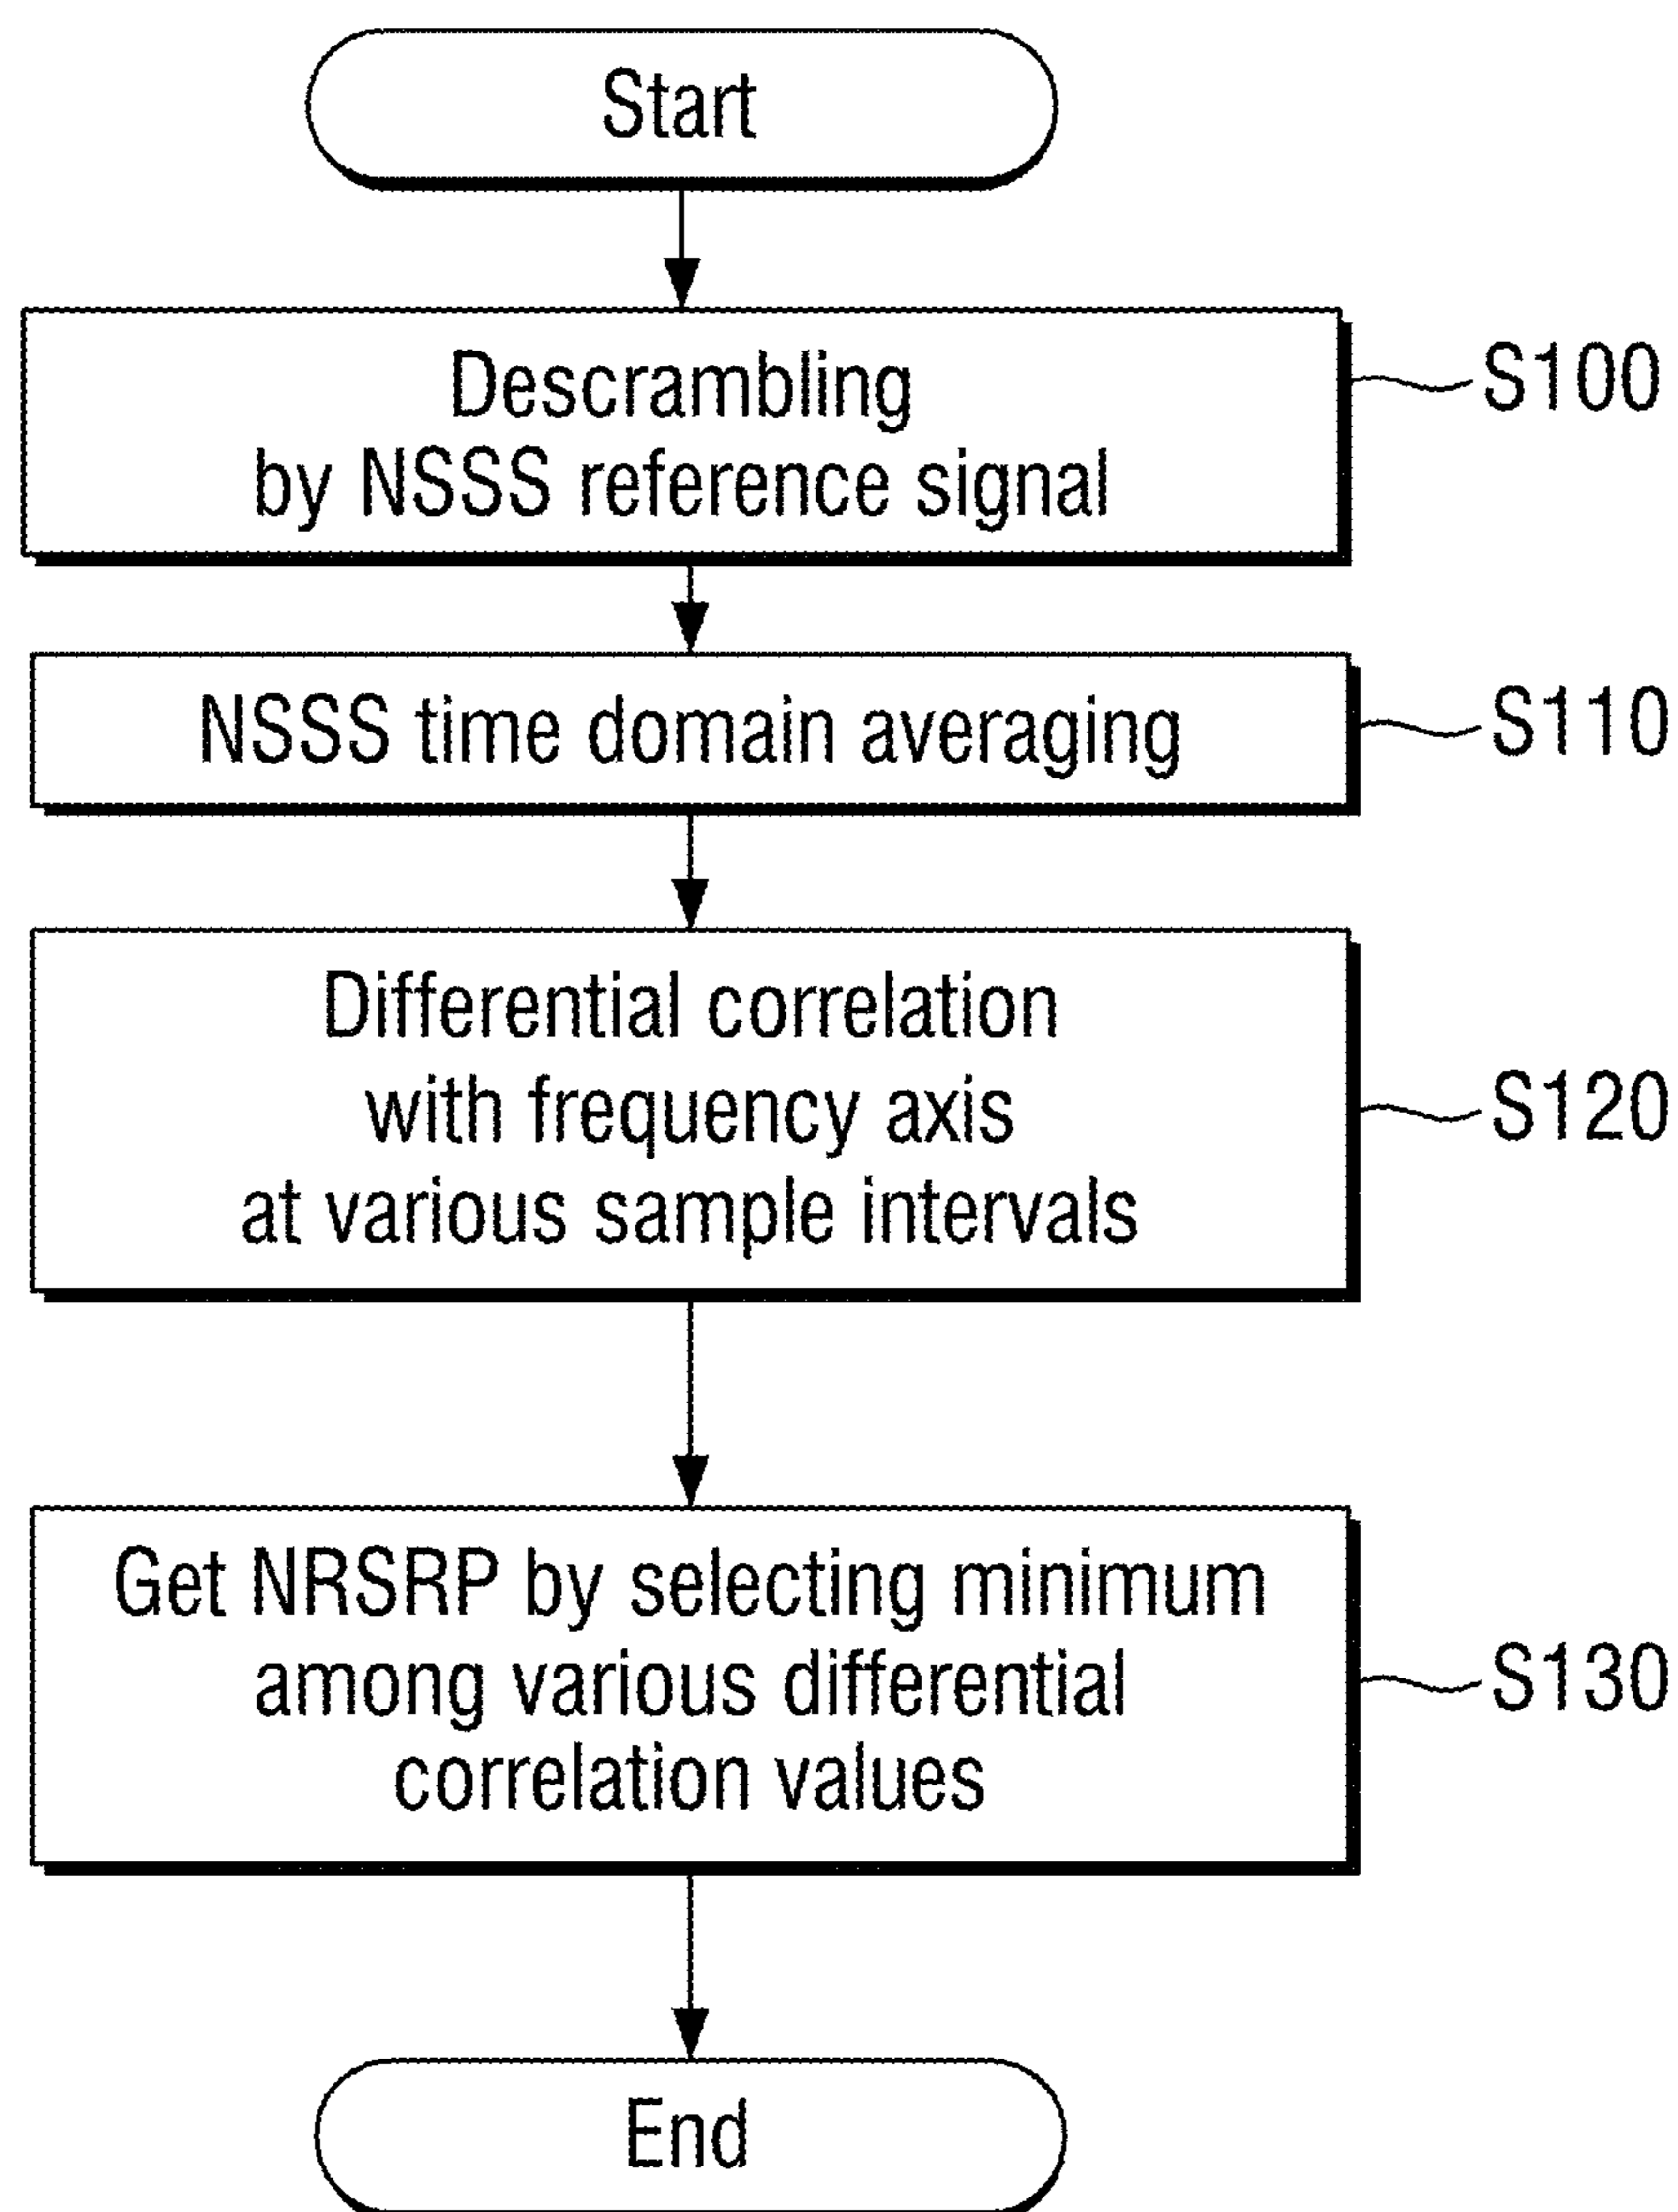 Start
Descrambling
by NSSS reference signal
S100
NSSS time domain averaging
S110
Differential correlation
with frequency axis
at various sample intervals
S120
Get NRSRP by selecting minimum
among various differential
correlation values
S130
End